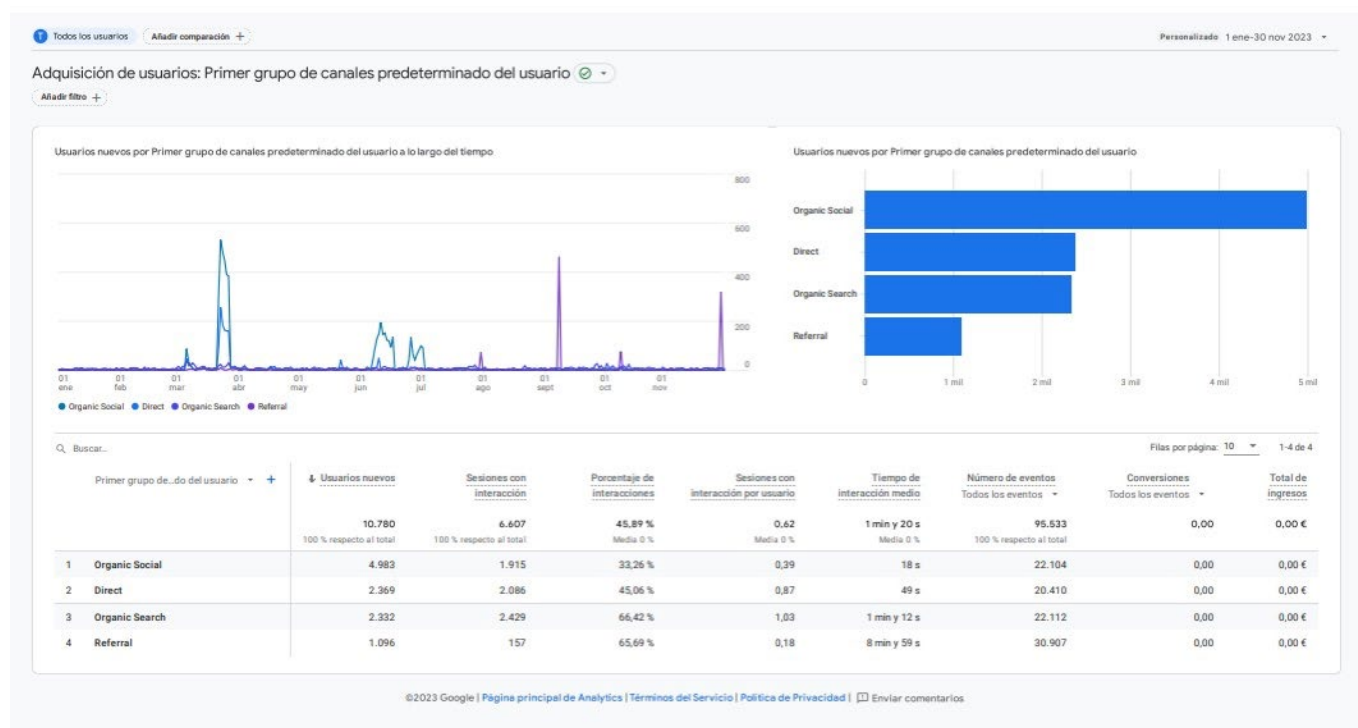 T Todos los usuarios Añadir comparación +
Personalizado 1 ene-30 nov 2023
Adquisición de usuarios: Primer grupo de canales predeterminado del usuario
Añadir filtro +
Usuarios nuevos por Primer grupo de canales predeterminado del usuario a lo largo del tiempo
800
600
400
200
0
01 ene
01 feb
01 mar
01 abr
01 may
01 jun
01 jul
01 ago
01 sept
01 oct
01 nov
Organic Social Direct Organic Search Referral
Usuarios nuevos por Primer grupo de canales predeterminado del usuario
Organic Social
Direct
Organic Search
Referral
0 1 mil 2 mil 3 mil 4 mil 5 mil
Buscar...
Filas por página: 10 1-4 de 4
Primer grupo de...do del usuario +
Usuarios nuevos
Sesiones con
interacción
Porcentaje de
interacciones
Sesiones con
interacción por usuario
Tiempo de
interacción medio
Número de eventos
Todos los eventos
Conversiones
Todos los eventos
Total de
ingresos
10.780 6.607 45,89 % 0,62 1 min y 20 s 95.533 0,00 0,00 €
100 % respecto al total 100 % respecto al total Media 0 % Media 0 % Media 0 % 100 % respecto al total
1 Organic Social 4.983 1.915 33,26 % 0,39 18 s 22.104 0,00 0,00 €
2 Direct 2.369 2.086 45,06 % 0,87 49 s 20.410 0,00 0,00 €
3 Organic Search 2.332 2.429 66,42 % 1,03 1 min y 12 s 22.112 0,00 0,00 €
4 Referral 1.096 157 65,69 % 0,18 8 min y 59 s 30.907 0,00 0,00 €
©2023 Google | Página principal de Analytics | Términos del Servicio | Política de Privacidad | Enviar comentarios